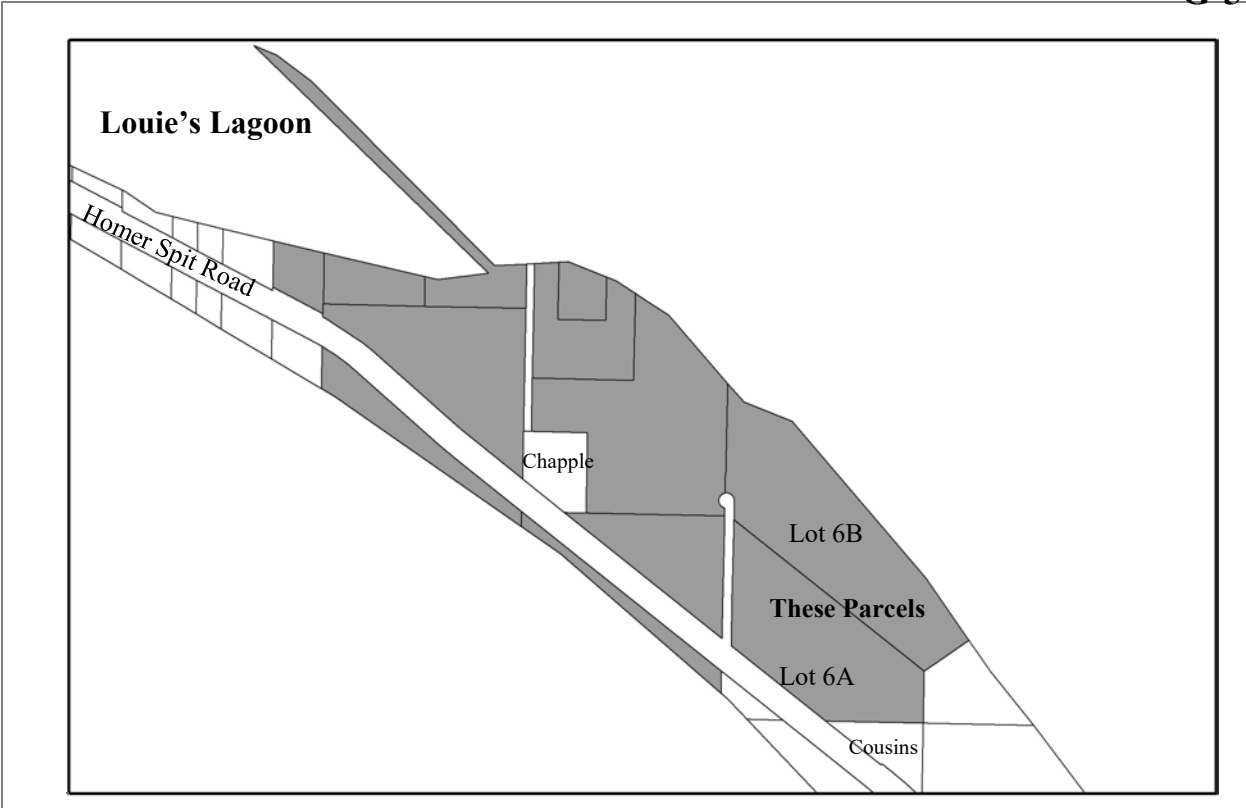 Louie’s Lagoon
Homer Spit Road
Chapple
Lot 6B
These Parcels
Lot 6A
Cousins